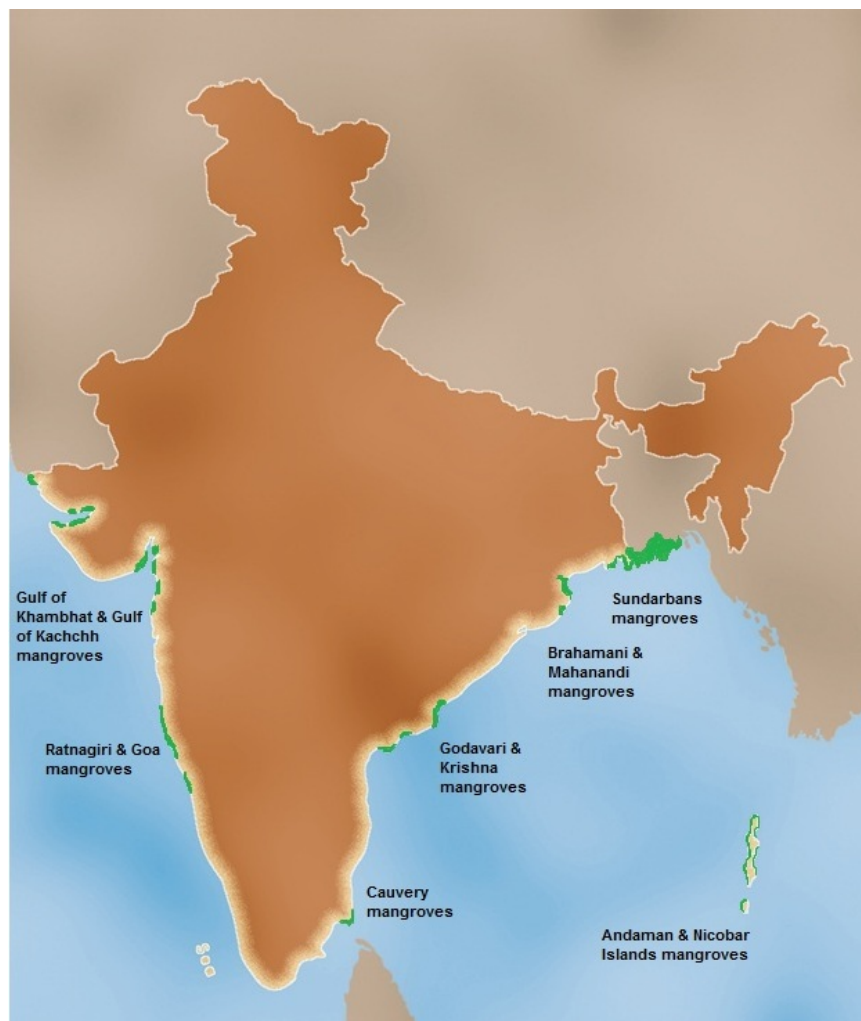 Gulf of
Khambhat & Gulf
of Kachchh
mangroves
Sundarbans
mangroves
Brahamani &
Mahanandi
mangroves
Ratnagiri & Goa
mangroves
Godavari &
Krishna
mangroves
Cauvery
mangroves
Andaman & Nicobar
Islands mangroves